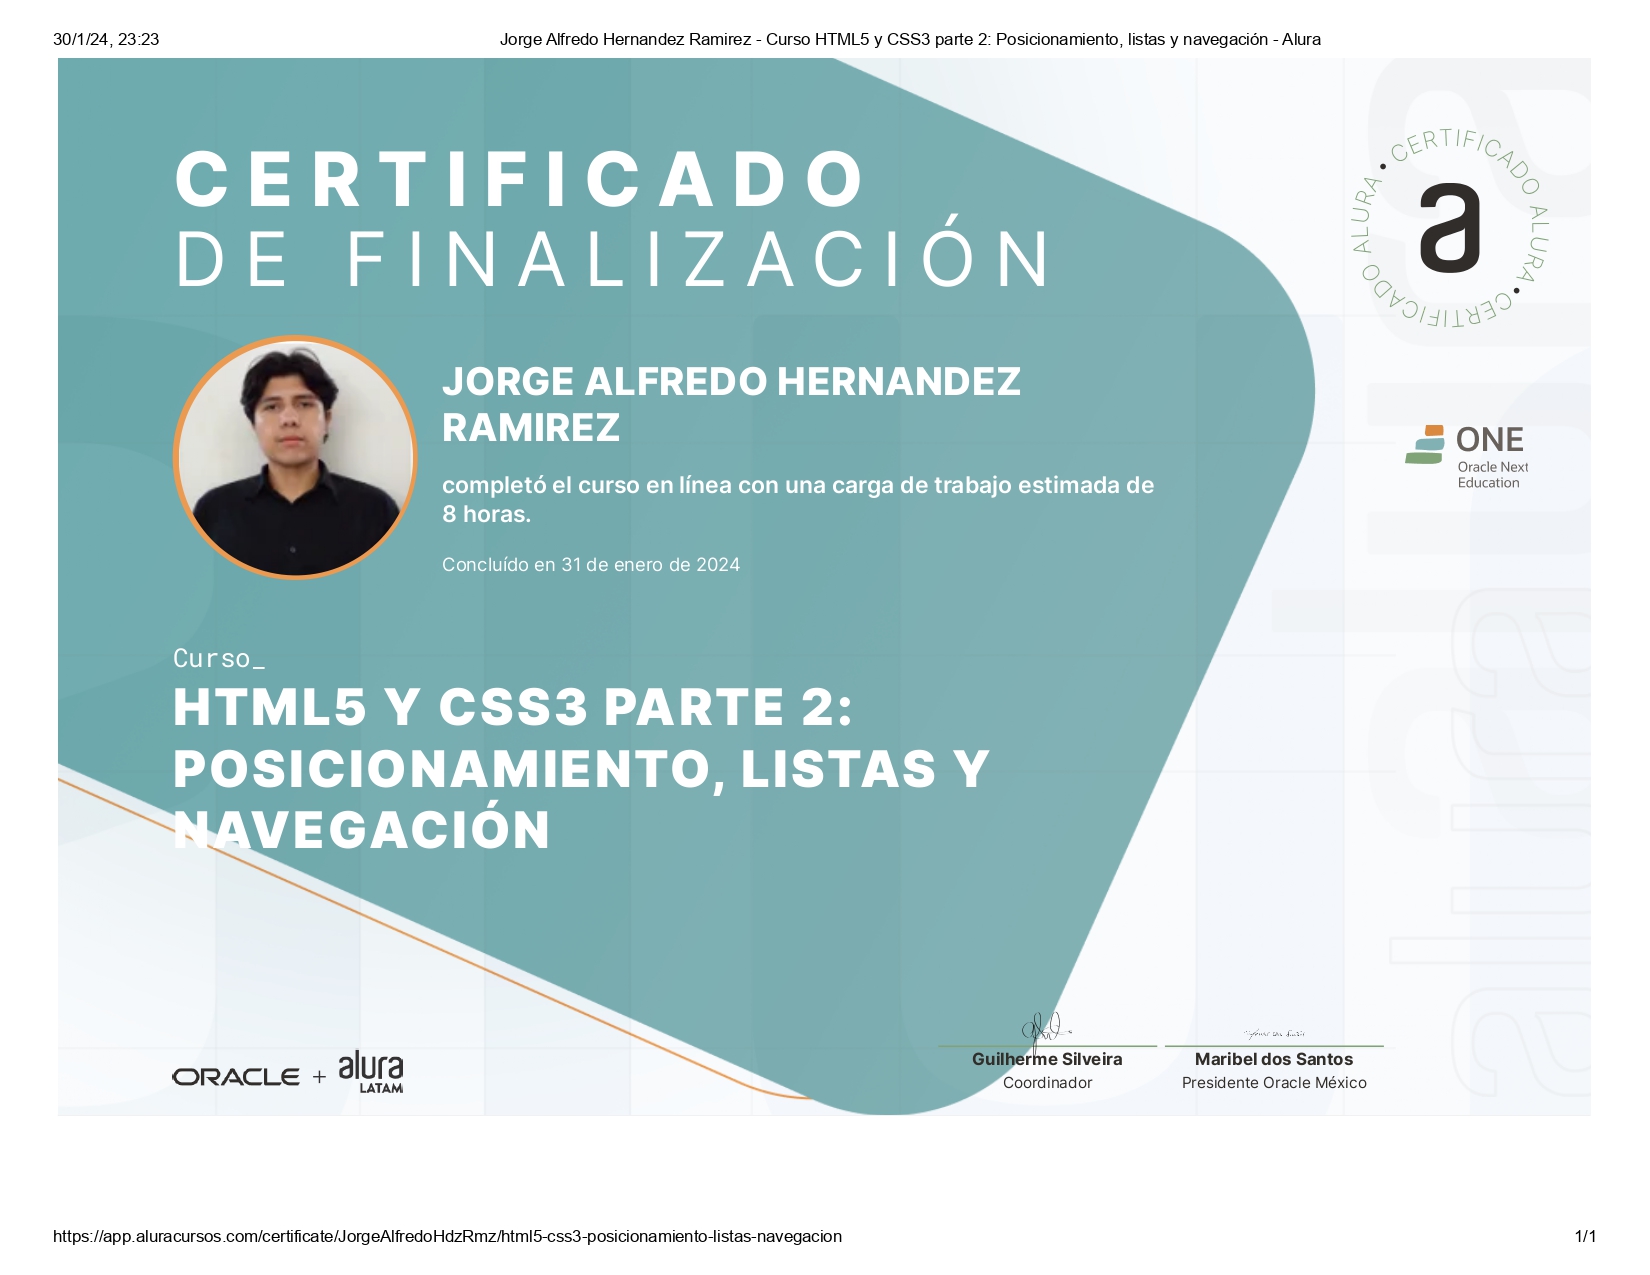 30/1/24, 23:23
Jorge Alfredo Hernandez Ramirez - Curso HTML5 y CSS3 parte 2: Posicionamiento, listas y navegación - Alura
CERTIFICADO
DE FINALIZACIÓN
CERTIFICADO ALURA • CERTIFICADO ALURA •
a
JORGE ALFREDO HERNANDEZ
RAMIREZ
completó el curso en línea con una carga de trabajo estimada de
8 horas.
Concluído en 31 de enero de 2024
ONE
Oracle Next
Education
Curso_
HTML5 Y CSS3 PARTE 2:
POSICIONAMIENTO, LISTAS Y
NAVEGACIÓN
alura
ORACLE + alura
LATAM
Guilherme Silveira
Coordinador
Maribel dos Santos
Presidente Oracle México
https://app.aluracursos.com/certificate/JorgeAlfredoHdzRmz/html5-css3-posicionamiento-listas-navegacion
1/1